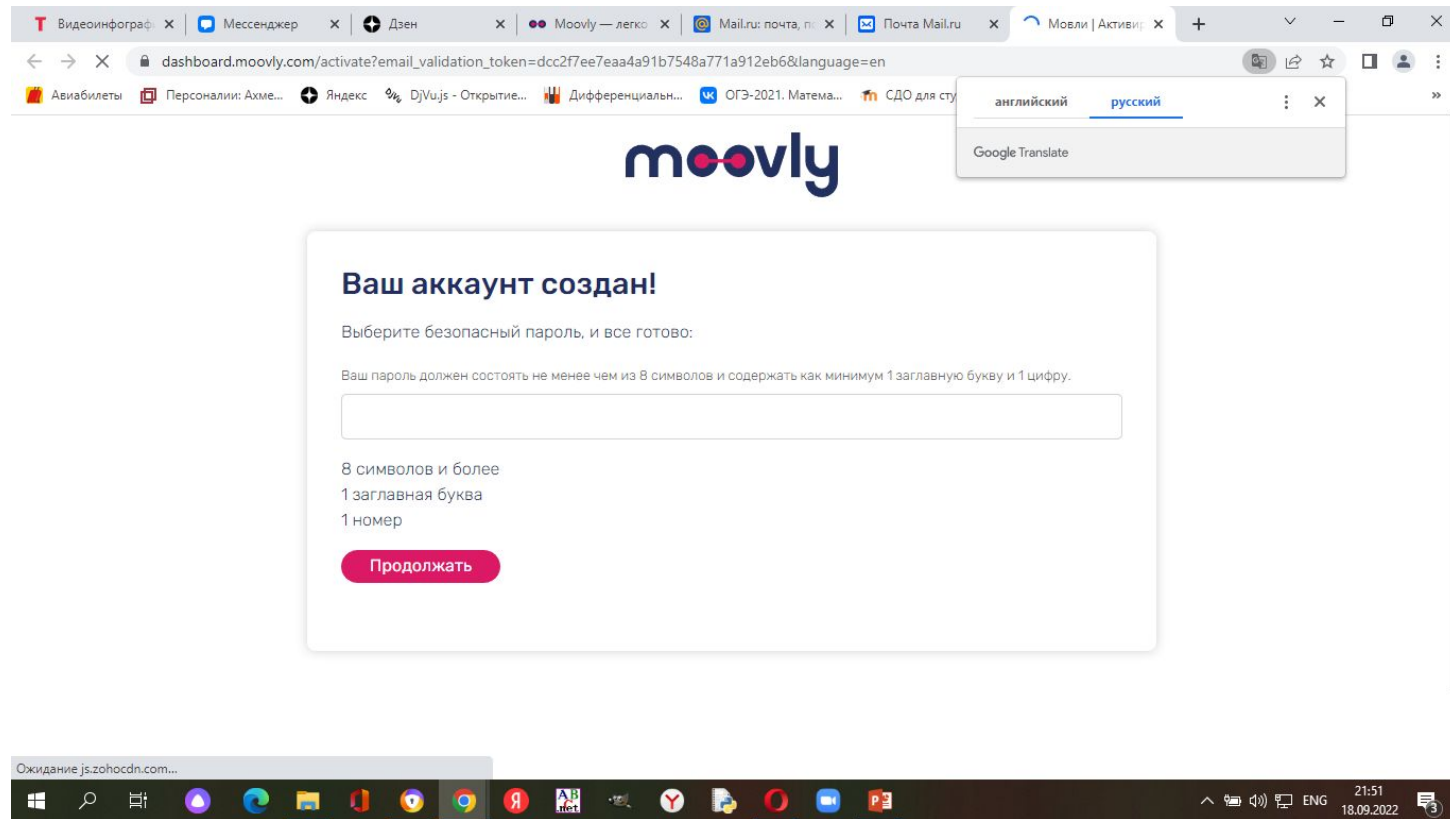 Видеоинфограф
Мессенджер
Дзен
Moovly — легко
Mail.ru: почта, по
Почта Mail.ru
Мовли | Активир
dashboard.moovly.com/activate?email_validation_token=dcc2f7ee7eaa4a91b7548a771a912eb6&language=en
Авиабилеты
Персоналии: Ахме...
Яндекс
DjVu.js - Открытие...
Дифференциальн...
ОГЭ-2021. Матема...
СДО для сту
английский
русский
Google Translate
moovly
Ваш аккаунт создан!
Выберите безопасный пароль, и все готово:
Ваш пароль должен состоять не менее чем из 8 символов и содержать как минимум 1 заглавную букву и 1 цифру.
8 символов и более
1 заглавная буква
1 номер
Продолжать
Ожидание js.zohocdn.com...
ENG
21:51
18.09.2022